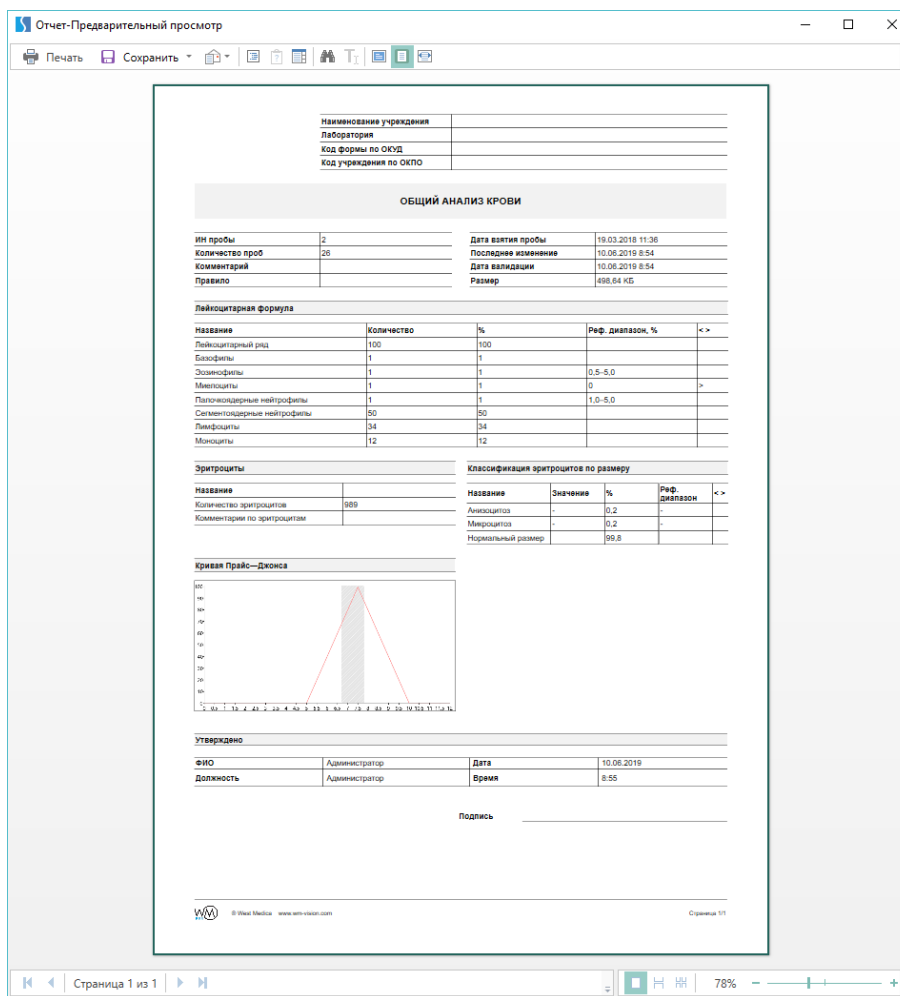 Отчет-Предварительный просмотр
Печать Сохранить
Наименование учреждения
Лаборатория
Код формы по ОКУД
Код учреждения по ОКПО
ОБЩИЙ АНАЛИЗ КРОВИ
ИН пробы 2 Дата взятия пробы 19.03.2018 11:36
Количество проб 26 Последнее изменение 10.06.2019 8:54
Комментарий Дата валидации 10.06.2019 8:54
Правило Размер 498,64 КБ
Лейкоцитарная формула
Название Количество % Реф. диапазон, % < >
Лейкоцитарный ряд 100 100
Базофилы 1 1
Эозинофилы 1 1 0,5–5,0
Миелоциты 1 1 0 >
Палочкоядерные нейтрофилы 1 1 1,0–5,0
Сегментоядерные нейтрофилы 50 50
Лимфоциты 34 34
Моноциты 12 12
Эритроциты
Название
Количество эритроцитов 989
Комментарии по эритроцитам
Классификация эритроцитов по размеру
Название Значение % Реф. диапазон < >
Анизоцитоз - 0,2 -
Микроцитоз - 0,2 -
Нормальный размер 99,8
Кривая Прайс—Джонса
Утверждено
ФИО Администратор Дата 10.06.2019
Должность Администратор Время 8:55
Подпись
WM © West Medica www.wm-vision.com Страница 1/1
Страница 1 из 1 78%